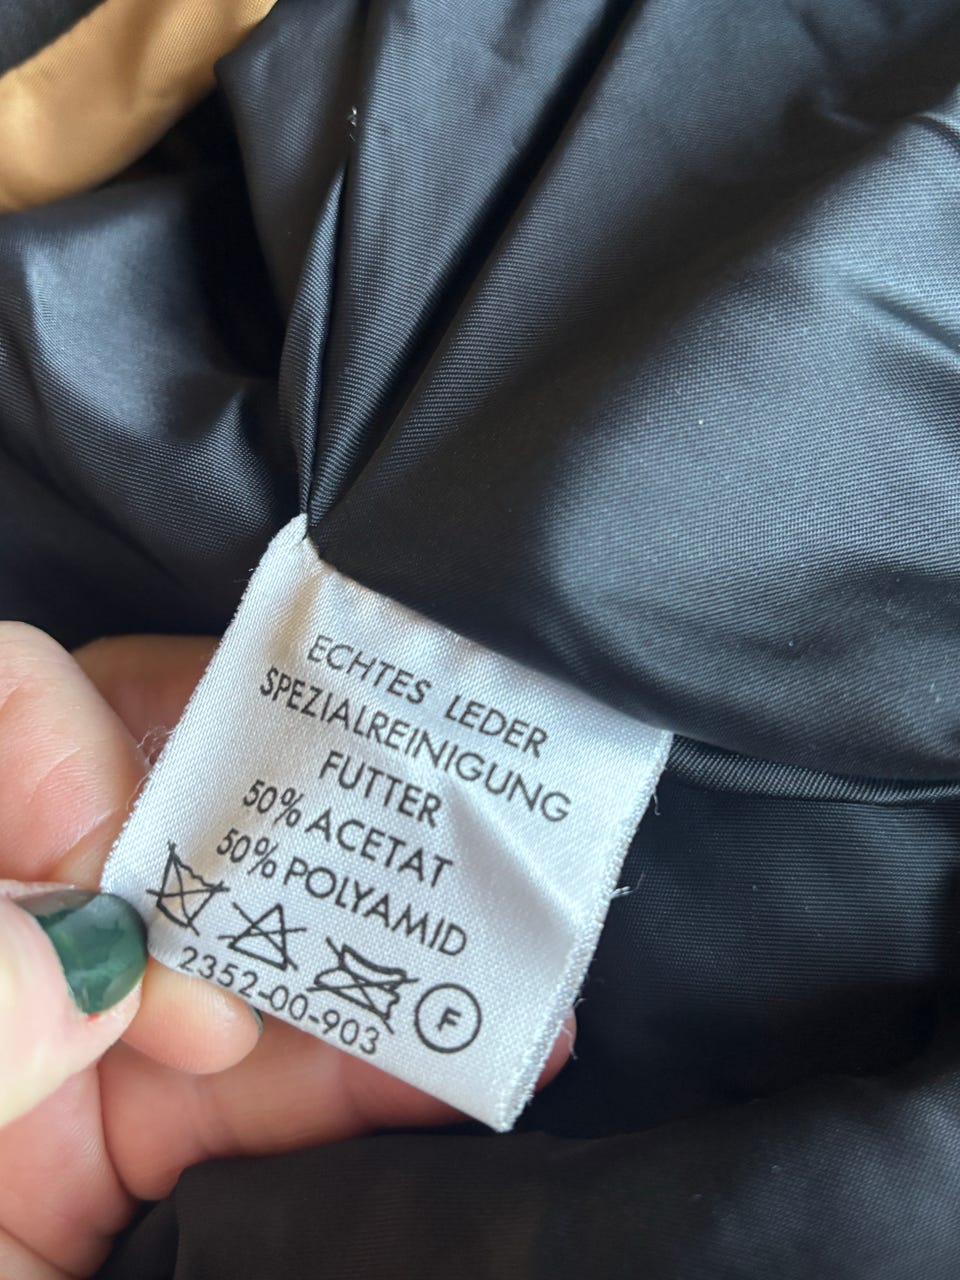 ECHTES LEDER
SPEZIALREINIGUNG
FUTTER
50% ACETAT
50% POLYAMID
F
2352-00-903